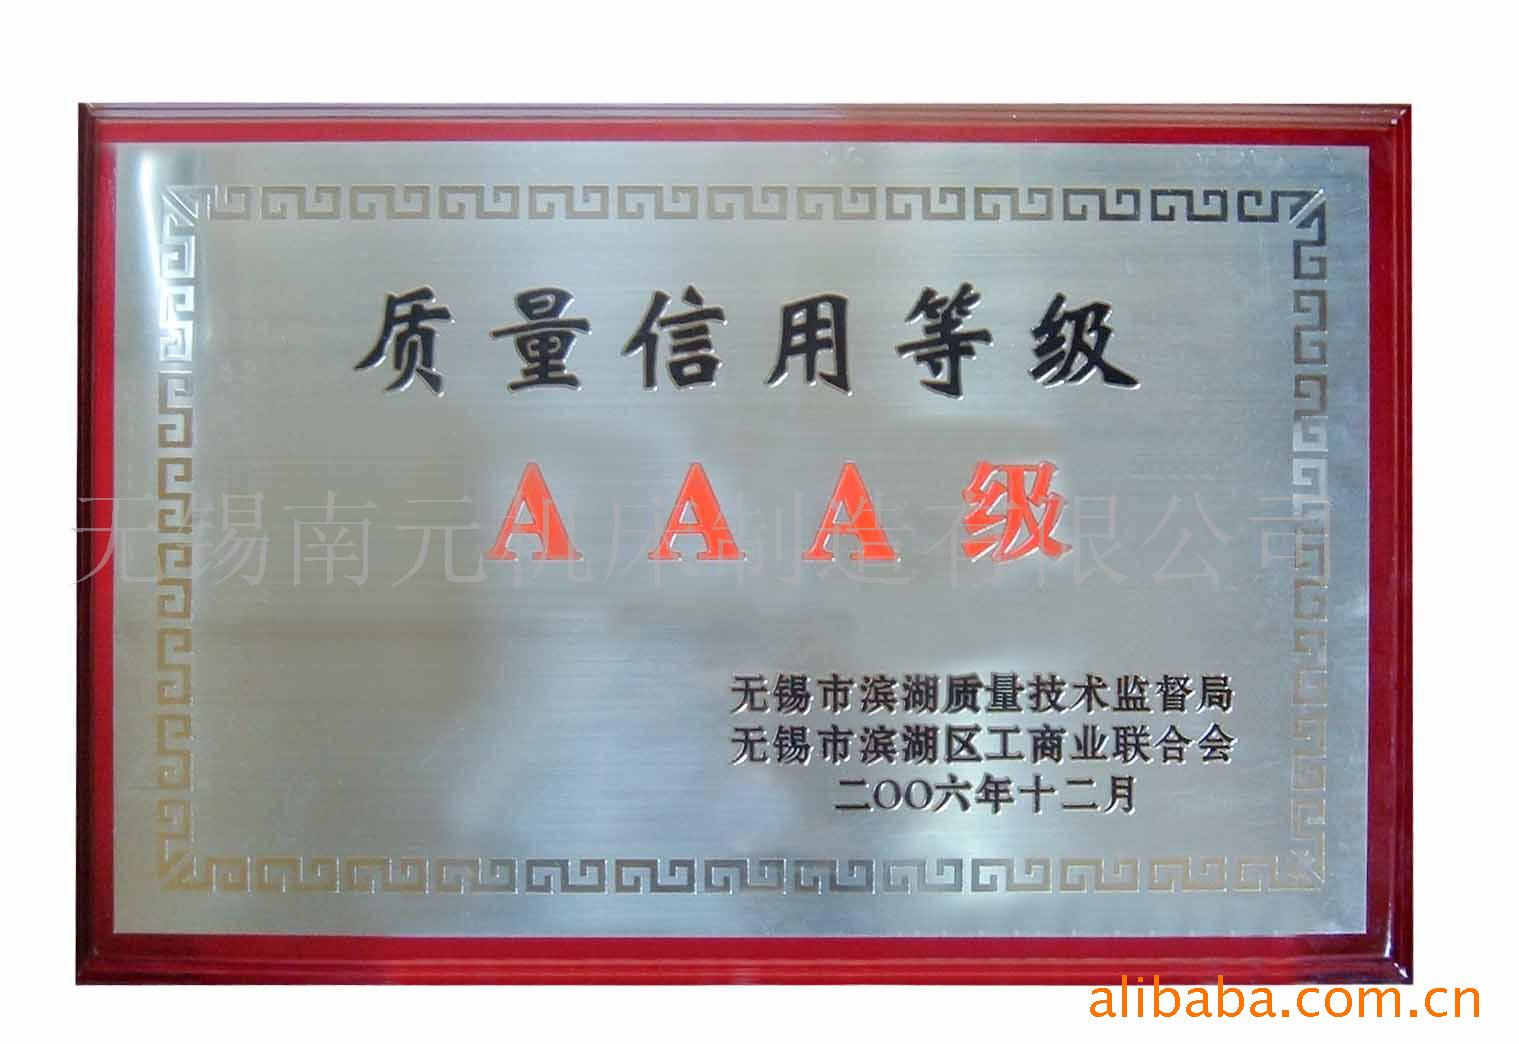 质量信用等级
AAA级
无锡南元机床制造有限公司
无锡市滨湖质量技术监督局
无锡市滨湖区工商业联合会
二〇〇六年十二月
alibaba.com.cn